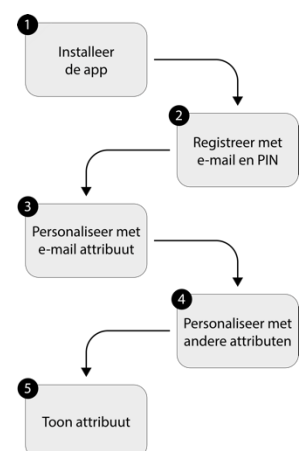 1
Installeer
de app
2
Registreer met
e-mail en PIN
3
Personaliseer met
e-mail attribuut
4
Personaliseer met
andere attributen
5
Toon attribuut